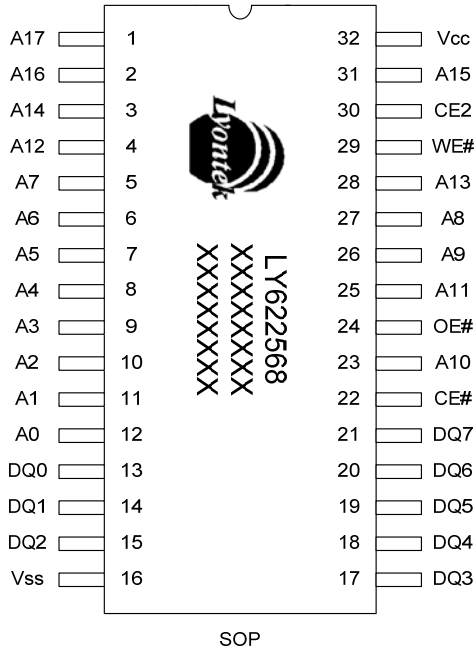 A17 1 32 Vcc
A16 2 31 A15
A14 3 30 CE2
A12 4 29 WE#
A7 5 28 A13
A6 6 27 A8
A5 7 26 A9
A4 8 25 A11
A3 9 24 OE#
A2 10 23 A10
A1 11 22 CE#
A0 12 21 DQ7
DQ0 13 20 DQ6
DQ1 14 19 DQ5
DQ2 15 18 DQ4
Vss 16 17 DQ3
Lyontek
LY622568
XXXXXXXX
XXXXXXXX
SOP